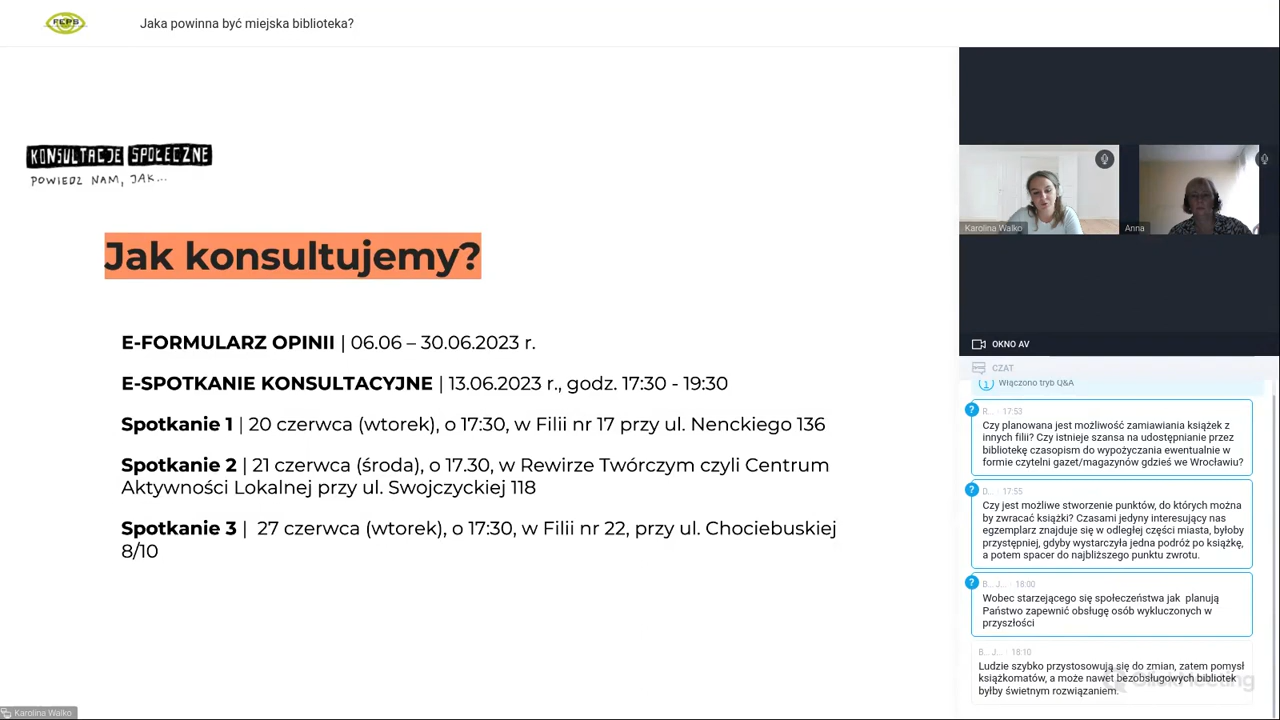 FEPS
Jaka powinna być miejska biblioteka?
KONSULTACJE SPOŁECZNE
POWIEDZ NAM, JAK...
Jak konsultujemy?
E-FORMULARZ OPINII | 06.06 – 30.06.2023 r.
E-SPOTKANIE KONSULTACYJNE | 13.06.2023 r., godz. 17:30 - 19:30
Spotkanie 1 | 20 czerwca (wtorek), o 17:30, w Filii nr 17 przy ul. Nenckiego 136
Spotkanie 2 | 21 czerwca (środa), o 17.30, w Rewirze Twórczym czyli Centrum
Aktywności Lokalnej przy ul. Swojczyckiej 118
Spotkanie 3 | 27 czerwca (wtorek), o 17:30, w Filii nr 22, przy ul. Chociebuskiej
8/10
Karolina Walko
Karolina Walko
Anna
OKNO AV
CZAT
Włączono tryb Q&A
R... · 17:53
Czy planowana jest możliwość zamawiania książek z
innych filii? Czy istnieje szansa na udostępnianie przez
bibliotekę czasopism do wypożyczania ewentualnie w
formie czytelni gazet/magazynów gdzieś we Wrocławiu?
D... · 17:55
Czy jest możliwe stworzenie punktów, do których można
by zwracać książki? Czasami jedyny interesujący nas
egzemplarz znajduje się w odległej części miasta, byłoby
przystępniej, gdyby wystarczyła jedna podróż po książkę,
a potem spacer do najbliższego punktu zwrotu.
B... J... · 18:00
Wobec starzejącego się społeczeństwa jak planują
Państwo zapewnić obsługę osób wykluczonych w
przyszłości
B... J... · 18:10
Ludzie szybko przystosowują się do zmian, zatem pomysł
książkomatów, a może nawet bezobsługowych bibliotek
byłby świetnym rozwiązaniem.
ClickMeeting